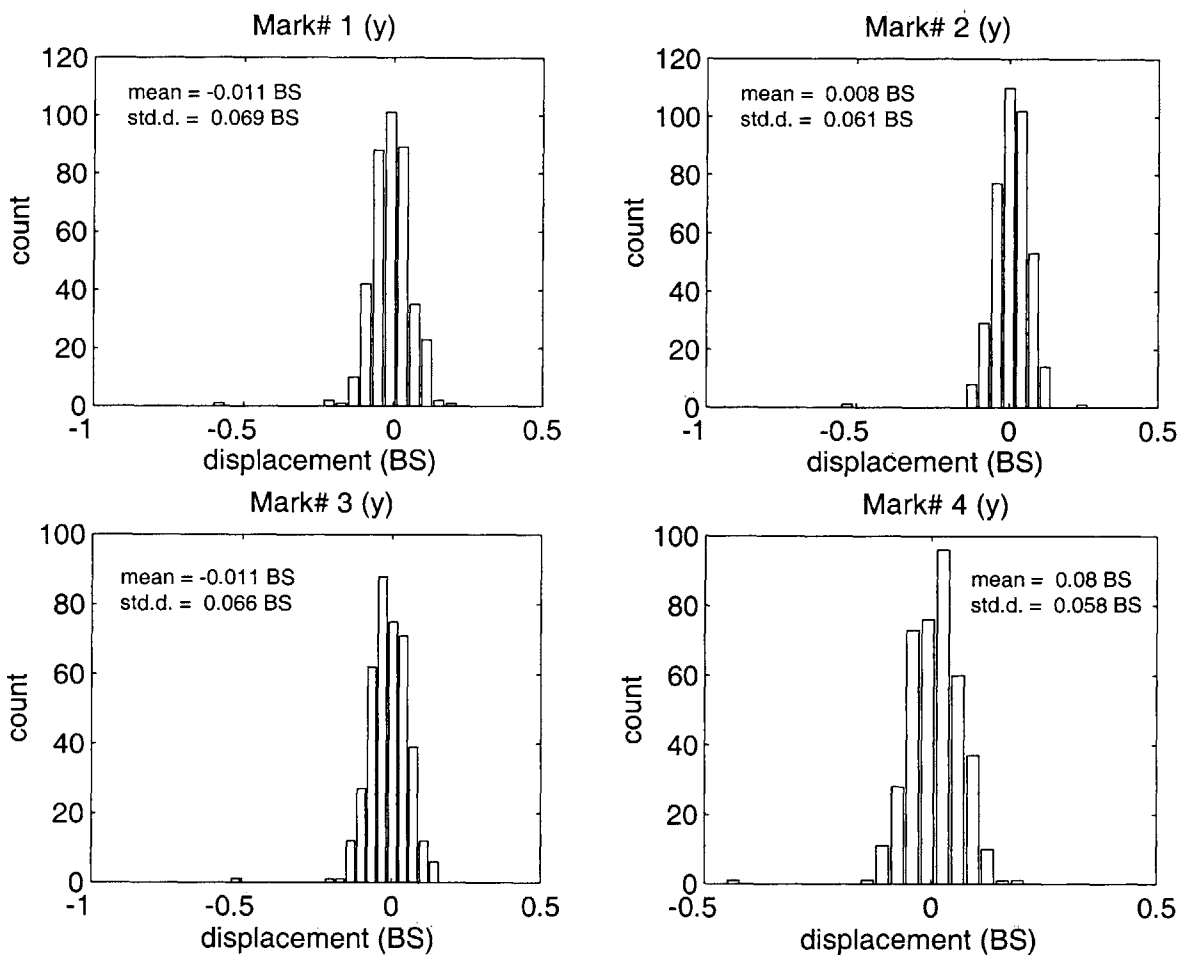 Mark# 1 (y)
120
100
80
60
40
20
0
count
mean = -0.011 BS
std.d. = 0.069 BS
-1
-0.5
0
0.5
displacement (BS)
Mark# 2 (y)
120
100
80
60
40
20
0
count
mean = 0.008 BS
std.d. = 0.061 BS
-1
-0.5
0
0.5
displacement (BS)
Mark# 3 (y)
100
80
60
40
20
0
count
mean = -0.011 BS
std.d. = 0.066 BS
-1
-0.5
0
0.5
displacement (BS)
Mark# 4 (y)
100
80
60
40
20
0
count
mean = 0.08 BS
std.d. = 0.058 BS
-0.5
0
0.5
displacement (BS)